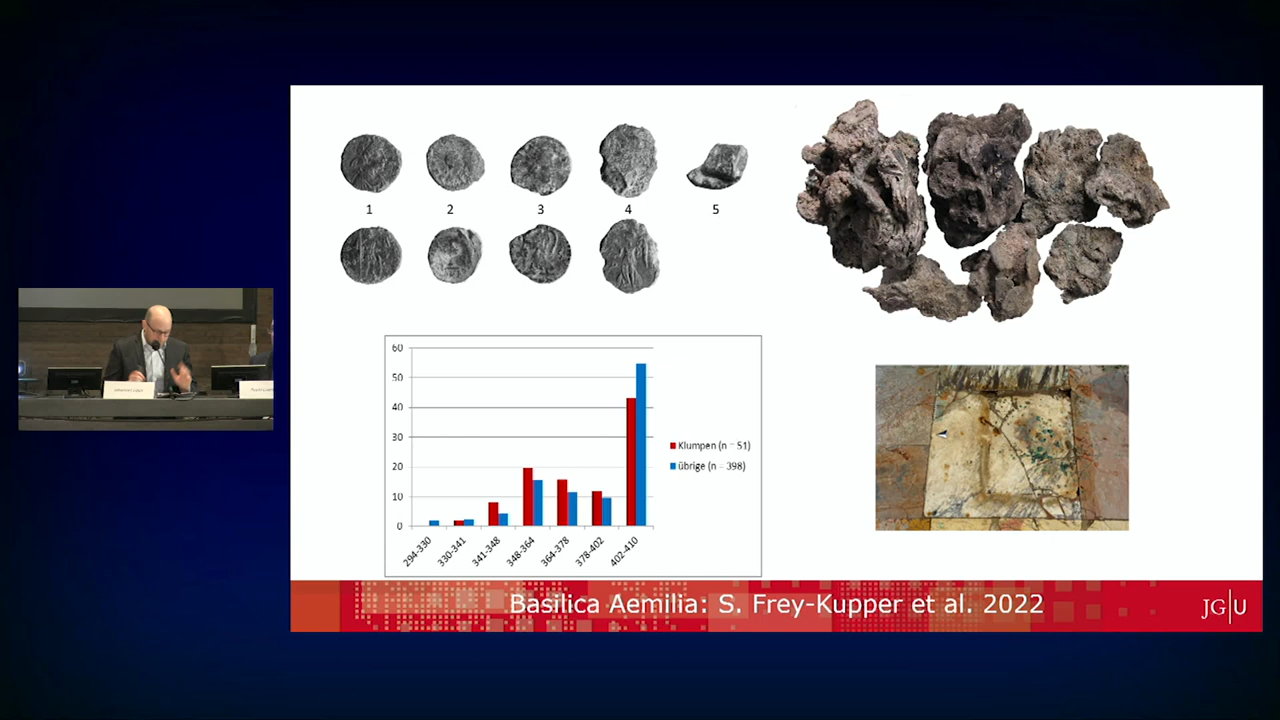 1 2 3 4 5
60
50
40
30
20
10
0
294-330 330-341 341-348 348-364 364-378 378-402 402-410
Klumpen (n = 51)
übrige (n = 398)
Basilica Aemilia: S. Frey-Kupper et al. 2022
JG|U